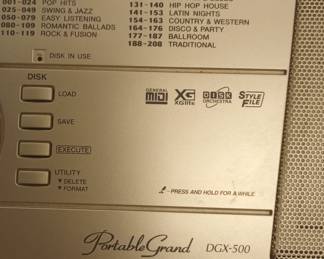 001-024 POP HITS
025-049 SWING & JAZZ
050-079 EASY LISTENING
080-109 ROMANTIC BALLADS
110-119 ROCK & FUSION
131-140 HIP HOP HOUSE
141-153 LATIN NIGHTS
154-163 COUNTRY & WESTERN
164-176 DISCO & PARTY
177-187 BALLROOM
188-208 TRADITIONAL
DISK IN USE
DISK
LOAD
SAVE
EXECUTE
UTILITY
▼DELETE
▼FORMAT
GENERAL MIDI
XG XGlite
DISK ORCHESTRA
STYLE FILE
-PRESS AND HOLD FOR A WHILE
PortableGrand DGX-500